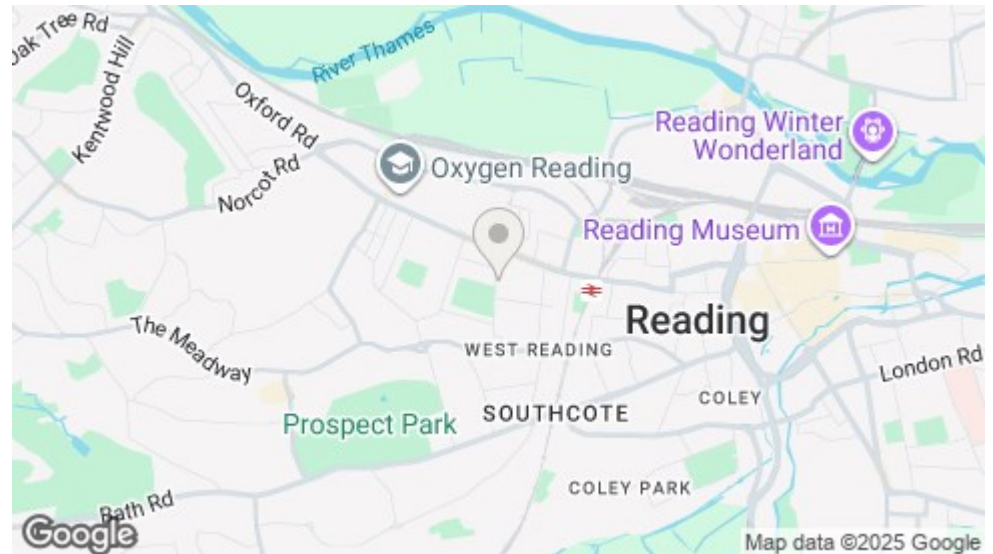 Oak Tree Rd
Kentwood Hill
River Thames
Oxford Rd
Norcot Rd
Oxygen Reading
Reading Winter
Wonderland
Reading Museum
Reading
The Meadway
WEST READING
London Rd
COLEY
SOUTHCOTE
Prospect Park
COLEY PARK
Bath Rd
Google
Map data ©2025 Google